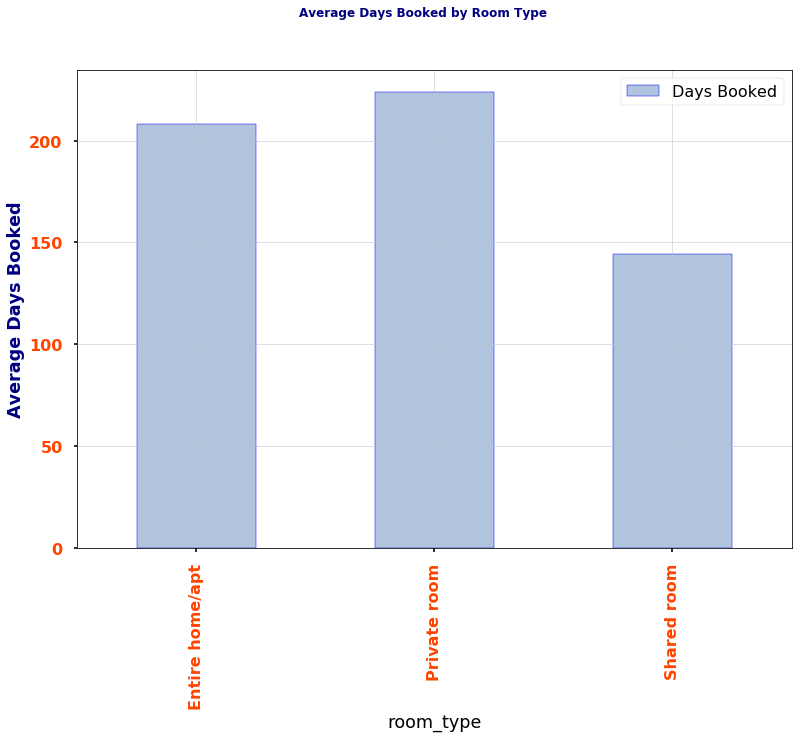 Average Days Booked by Room Type
Days Booked
Average Days Booked
200
150
100
50
0
Entire home/apt
Private room
Shared room
room_type